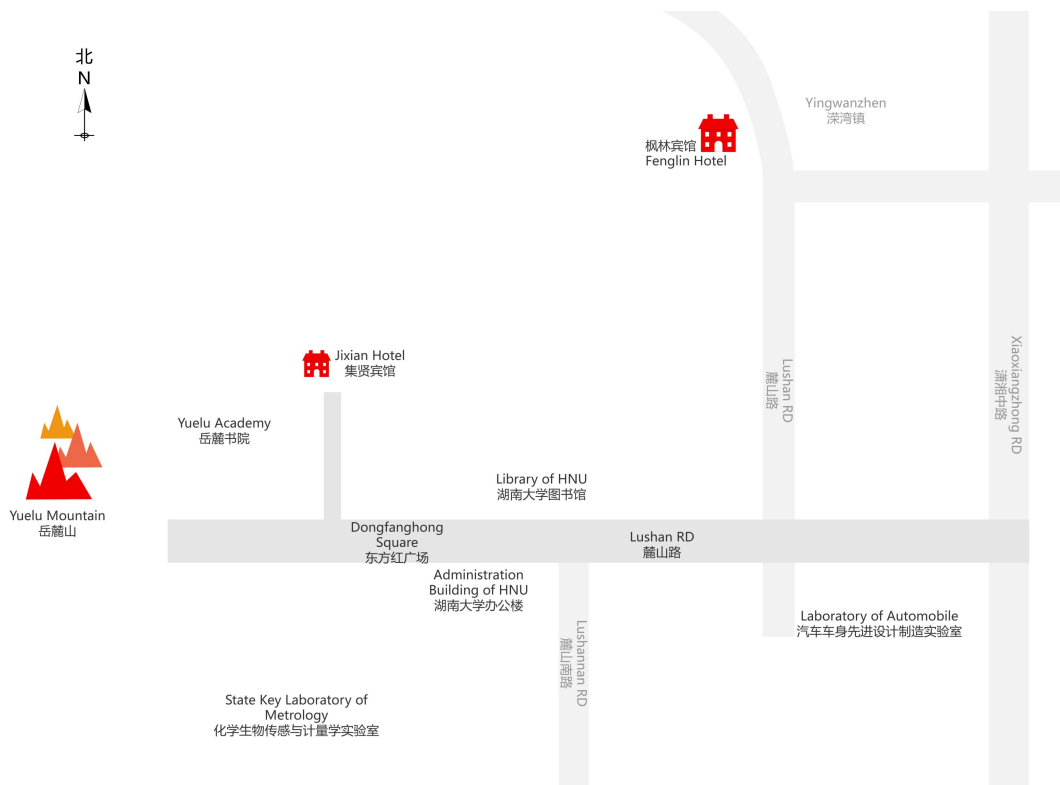 北
N
Yingwanzhen
溁湾镇
枫林宾馆
Fenglin Hotel
Jixian Hotel
集贤宾馆
Lushan RD
麓山路
Xiaoxiangzhong RD
潇湘中路
Yuelu Academy
岳麓书院
Library of HNU
湖南大学图书馆
Yuelu Mountain
岳麓山
Dongfanghong
Square
东方红广场
Lushan RD
麓山路
Administration
Building of HNU
湖南大学办公楼
Laboratory of Automobile
汽车车身先进设计制造实验室
Lushannan RD
麓山南路
State Key Laboratory of
Metrology
化学生物传感与计量学实验室